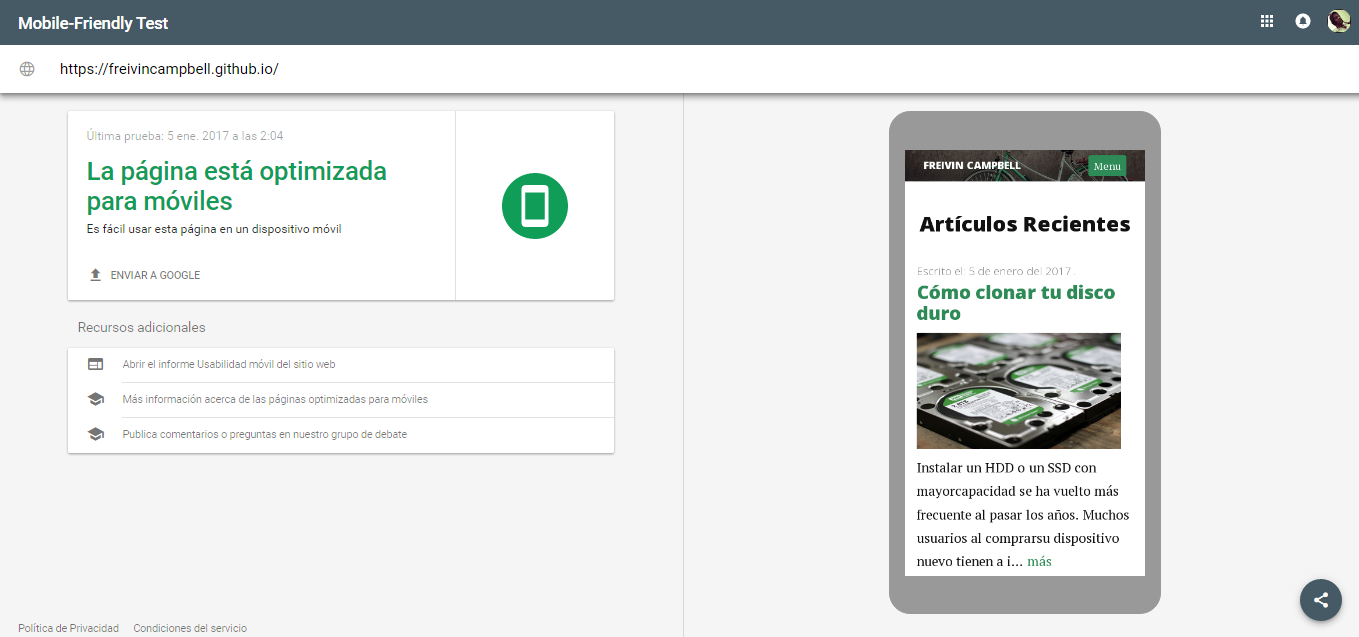 Mobile-Friendly Test
https://freivincampbell.github.io/
Última prueba: 5 ene. 2017 a las 2:04
La página está optimizada
para móviles
Es fácil usar esta página en un dispositivo móvil
ENVIAR A GOOGLE
Recursos adicionales
Abrir el informe Usabilidad móvil del sitio web
Más información acerca de las páginas optimizadas para móviles
Publica comentarios o preguntas en nuestro grupo de debate
Política de Privacidad
Condiciones del servicio
FREIVIN CAMPBELL
Menu
Artículos Recientes
Escrito el: 5 de enero del 2017 .
Cómo clonar tu disco
duro
Instalar un HDD o un SSD con
mayorcapacidad se ha vuelto más
frecuente al pasar los años. Muchos
usuarios al comprarsu dispositivo
nuevo tienen a i... más